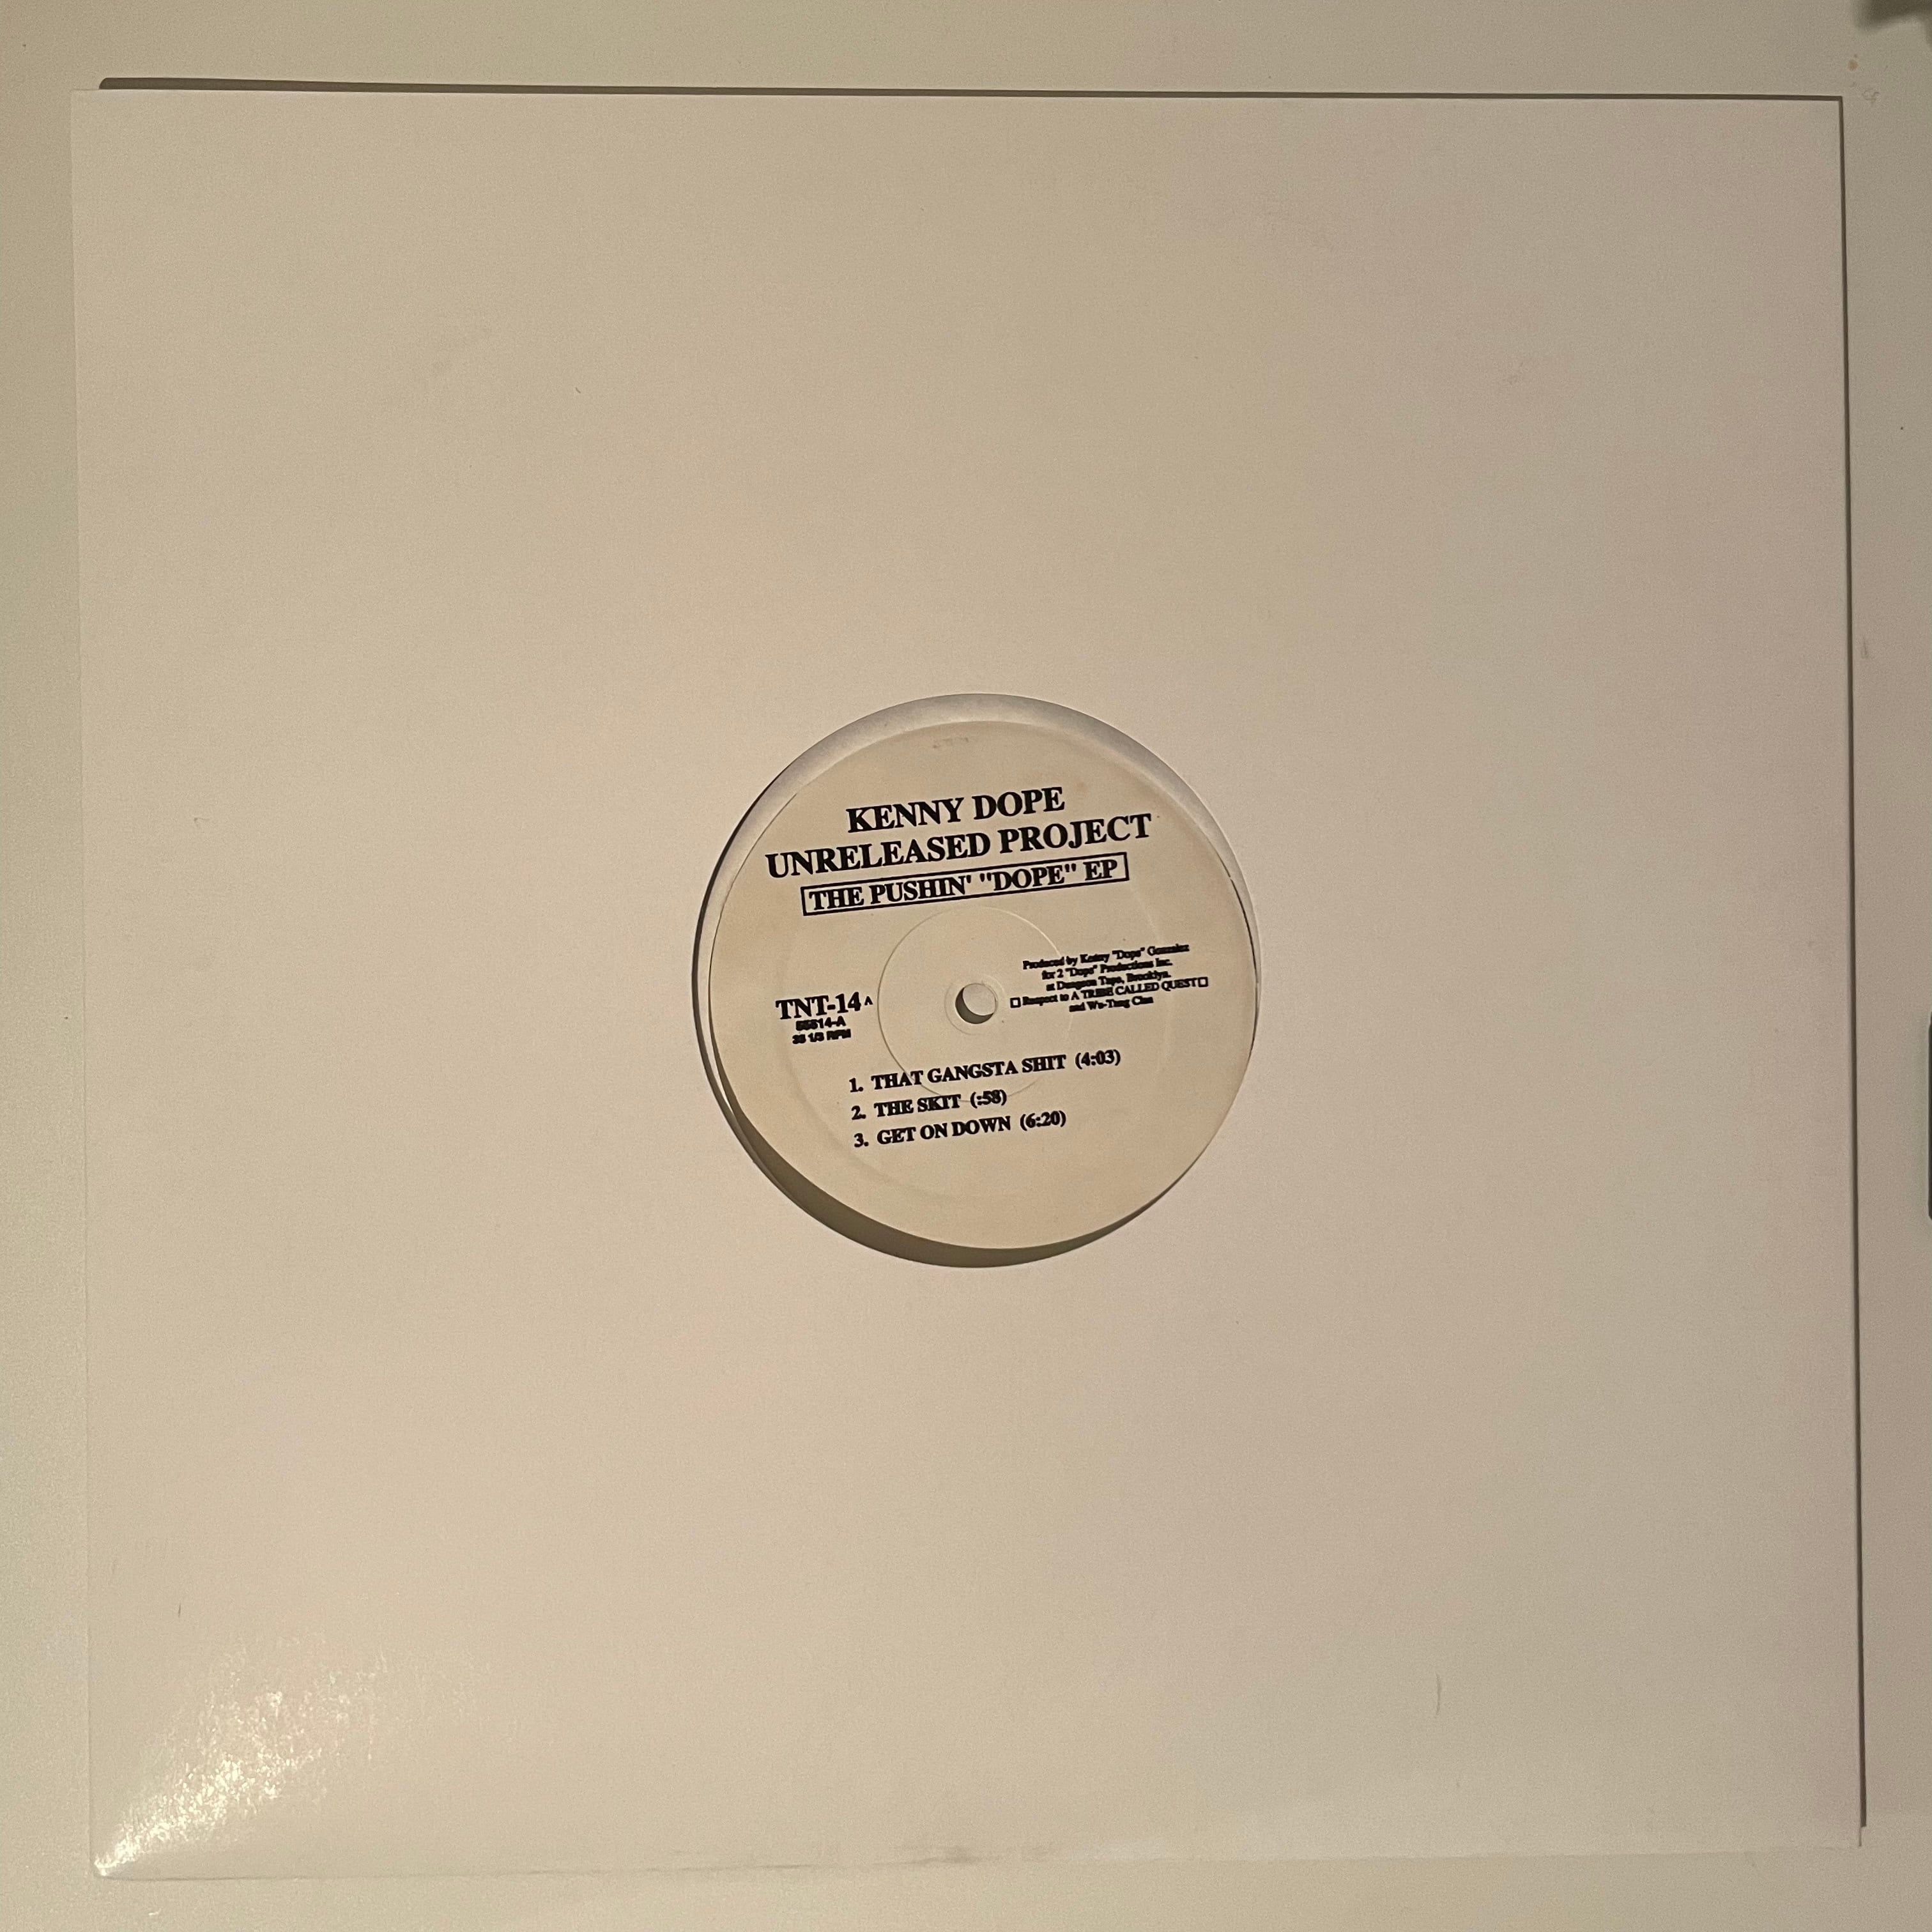 KENNY DOPE
UNRELEASED PROJECT
THE PUSHIN' "DOPE" EP
Produced by Kenny "Dope" Gonzalez
for 2 "Dope" Productions Inc.
at Dungeon Tape, Brooklyn.
Respect to A TRIBE CALLED QUEST
and Wu-Tang Clan
TNT-14 A
55514-A
33 1/3 RPM
1. THAT GANGSTA SHIT (4:03)
2. THE SKIT (:58)
3. GET ON DOWN (6:20)